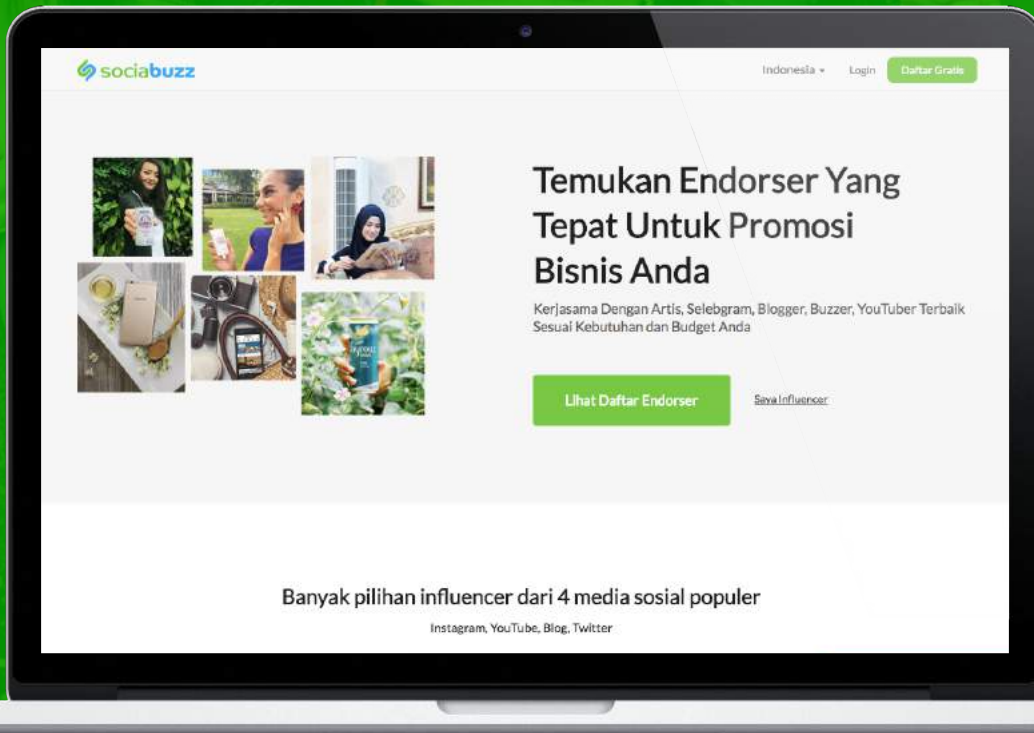 sociabuzz
Indonesia
Login
Daftar Gratis
Temukan Endorser Yang
Tepat Untuk Promosi
Bisnis Anda
Kerjasama Dengan Artis, Selebgram, Blogger, Buzzer, YouTuber Terbaik
Sesuai Kebutuhan dan Budget Anda
Lihat Daftar Endorser
Saya Influencer
Banyak pilihan influencer dari 4 media sosial populer
Instagram, YouTube, Blog, Twitter